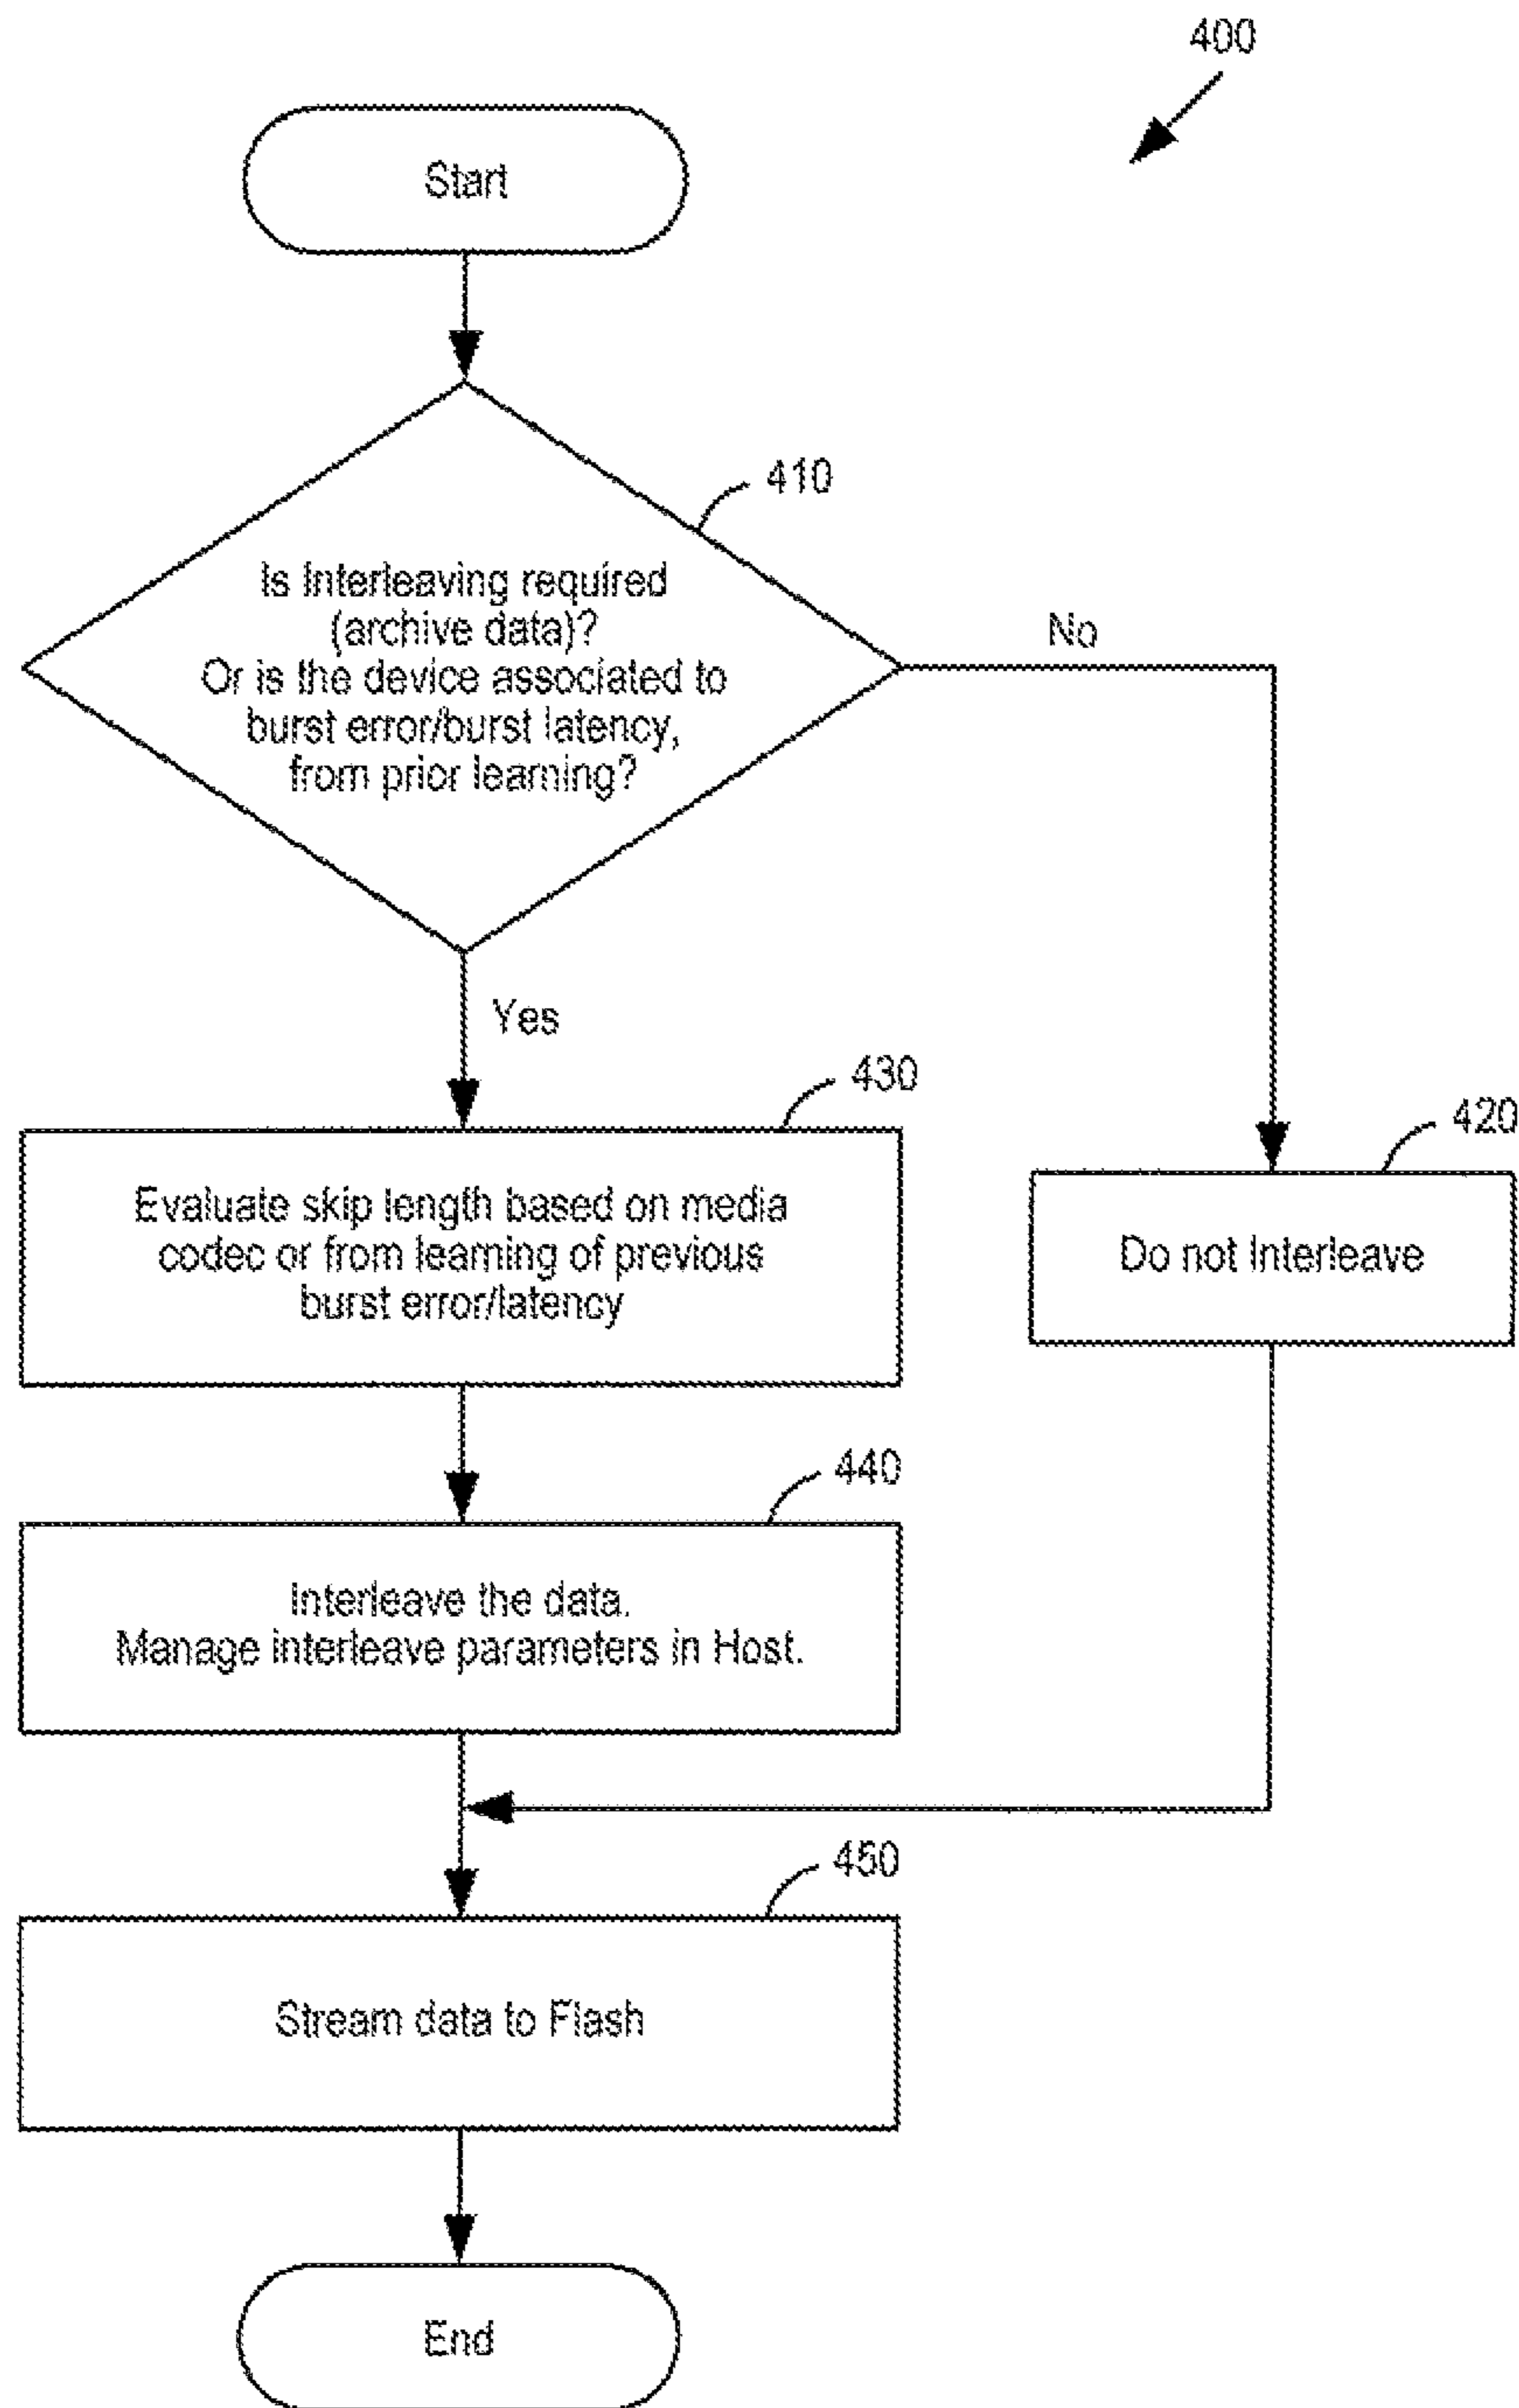 400
Start
410
Is Interleaving required
(archive data)?
Or is the device associated to
burst error/burst latency,
from prior learning?
No
Yes
430
Evaluate skip length based on media
codec or from learning of previous
burst error/latency
420
Do not Interleave
440
Interleave the data.
Manage interleave parameters in Host.
450
Stream data to Flash
End